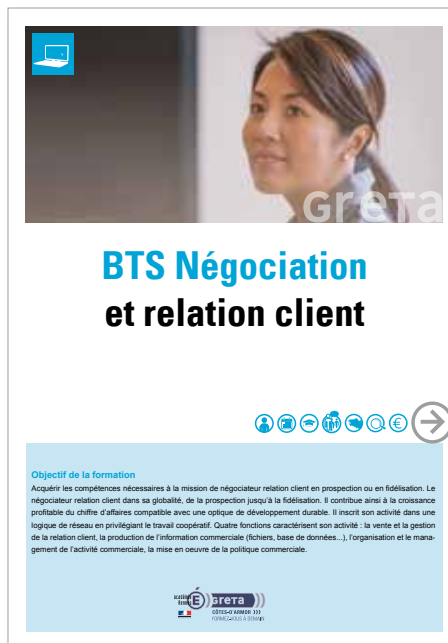 Greta
BTS Négociation
et relation client
€
Objectif de la formation
Acquérir les compétences nécessaires à la mission de négociateur relation client en prospection ou en fidélisation. Le
négociateur relation client dans sa globalité, de la prospection jusqu'à la fidélisation. Il contribue ainsi à la croissance
profitable du chiffre d'affaires compatible avec une optique de développement durable. Il inscrit son activité dans une
logique de réseau en privilégiant le travail coopératif. Quatre fonctions caractérisent son activité : la vente et la gestion
de la relation client, la production de l'information commerciale (fichiers, base de données...), l'organisation et le mana-
gement de l'activité commerciale, la mise en oeuvre de la politique commerciale.
académie
Rennes
É
Greta
CÔTES-D'ARMOR
FORMEZ-VOUS À DEMAIN